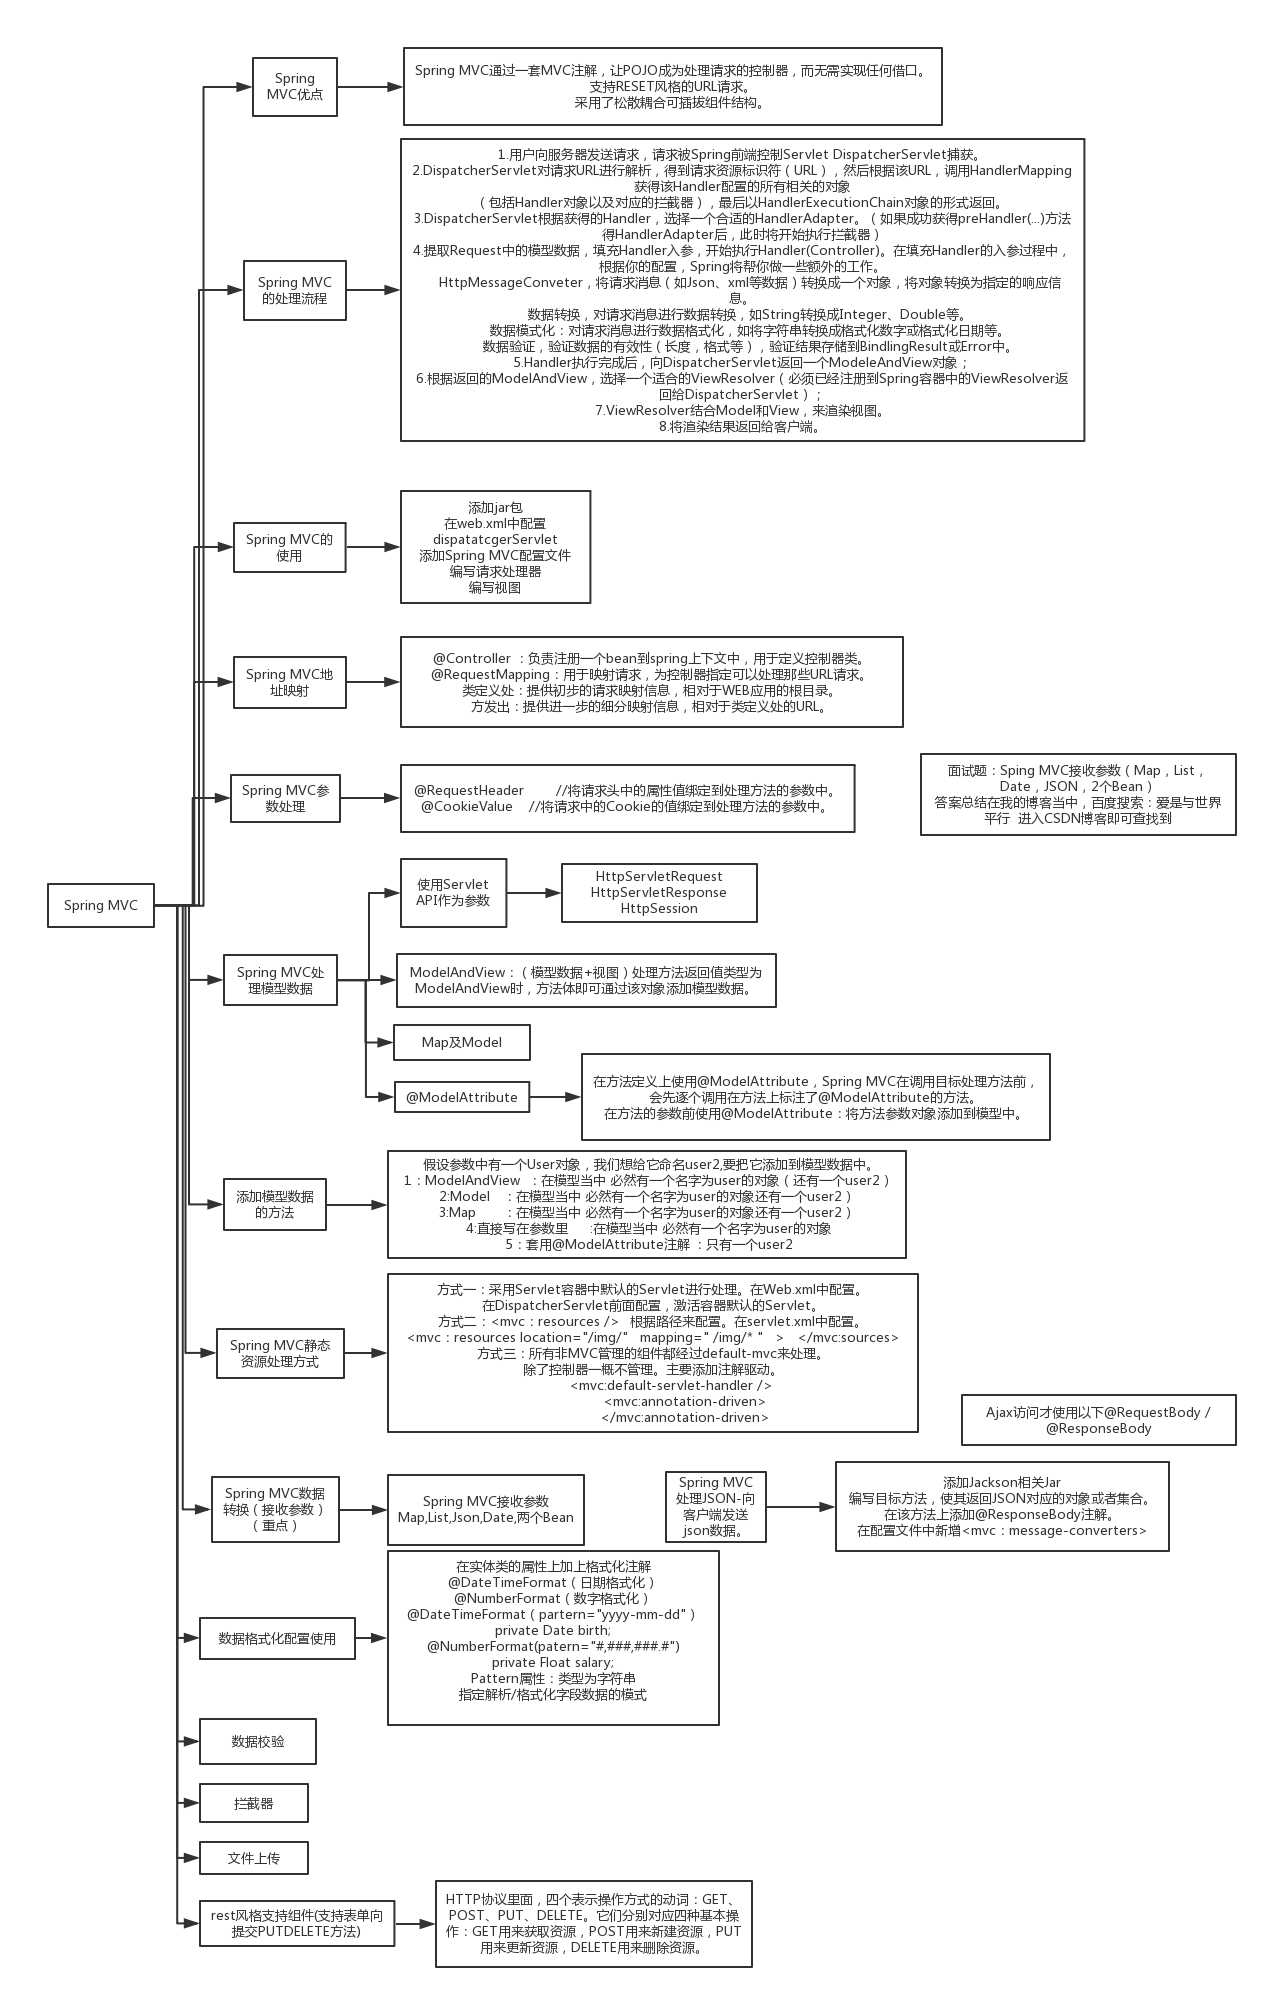 Spring
MVC优点
Spring MVC通过一套MVC注解，让POJO成为处理请求的控制器，而无需实现任何借口。
支持RESET风格的URL请求。
采用了松散耦合可插拔组件结构。
Spring MVC
的处理流程
1.用户向服务器发送请求，请求被Spring前端控制Servlet DispatcherServlet捕获。
2.DispatcherServlet对请求URL进行解析，得到请求资源标识符（URL），然后根据该URL，调用HandlerMapping
获得该Handler配置的所有相关的对象
（包括Handler对象以及对应的拦截器），最后以HandlerExecutionChain对象的形式返回。
3.DispatcherServlet根据获得的Handler，选择一个合适的HandlerAdapter。（如果成功获得preHandler(...)方法
得HandlerAdapter后，此时将开始执行拦截器）
4.提取Request中的模型数据，填充Handler入参，开始执行Handler(Controller)。在填充Handler的入参过程中，
根据你的配置，Spring将帮你做一些额外的工作。
HttpMessageConveter，将请求消息（如Json、xml等数据）转换成一个对象，将对象转换为指定的响应信
息。
数据转换，对请求消息进行数据转换，如String转换成Integer、Double等。
数据模式化：对请求消息进行数据格式化，如将字符串转换成格式化数字或格式化日期等。
数据验证，验证数据的有效性（长度，格式等），验证结果存储到BindlingResult或Error中。
5.Handler执行完成后，向DispatcherServlet返回一个ModeleAndView对象；
6.根据返回的ModelAndView，选择一个适合的ViewResolver（必须已经注册到Spring容器中的ViewResolver返
回给DispatcherServlet）；
7.ViewResolver结合Model和View，来渲染视图。
8.将渲染结果返回给客户端。
Spring MVC的
使用
添加jar包
在web.xml中配置
dispatatcgerServlet
添加Spring MVC配置文件
编写请求处理器
编写视图
Spring MVC地
址映射
@Controller ：负责注册一个bean到spring上下文中，用于定义控制器类。
@RequestMapping：用于映射请求，为控制器指定可以处理那些URL请求。
类定义处：提供初步的请求映射信息，相对于WEB应用的根目录。
方发出：提供进一步的细分映射信息，相对于类定义处的URL。
Spring MVC参
数处理
@RequestHeader //将请求头中的属性值绑定到处理方法的参数中。
@CookieValue //将请求中的Cookie的值绑定到处理方法的参数中。
面试题：Sping MVC接收参数（Map，List，
Date，JSON，2个Bean）
答案总结在我的博客当中，百度搜索：爱是与世界
平行 进入CSDN博客即可查找到
Spring MVC
Spring MVC处
理模型数据
使用Servlet
API作为参数
HttpServletRequest
HttpServletResponse
HttpSession
ModelAndView：（模型数据+视图）处理方法返回值类型为
ModelAndView时，方法体即可通过该对象添加模型数据。
Map及Model
@ModelAttribute
在方法定义上使用@ModelAttribute，Spring MVC在调用目标处理方法前，
会先逐个调用在方法上标注了@ModelAttribute的方法。
在方法的参数前使用@ModelAttribute：将方法参数对象添加到模型中。
添加模型数据
的方法
假设参数中有一个User对象，我们想给它命名user2,要把它添加到模型数据中。
1：ModelAndView ：在模型当中 必然有一个名字为user的对象（还有一个user2）
2:Model ：在模型当中 必然有一个名字为user的对象还有一个user2）
3:Map ：在模型当中 必然有一个名字为user的对象还有一个user2）
4:直接写在参数里 :在模型当中 必然有一个名字为user的对象
5：套用@ModelAttribute注解 ：只有一个user2
Spring MVC静态
资源处理方式
方式一：采用Servlet容器中默认的Servlet进行处理。在Web.xml中配置。
在DispatcherServlet前面配置，激活容器默认的Servlet。
方式二：<mvc：resources /> 根据路径来配置。在servlet.xml中配置。
<mvc：resources location="/img/" mapping=" /img/* " > </mvc:sources>
方式三：所有非MVC管理的组件都经过default-mvc来处理。
除了控制器一概不管理。主要添加注解驱动。
<mvc:default-servlet-handler />
<mvc:annotation-driven>
</mvc:annotation-driven>
Ajax访问才使用以下@RequestBody /
@ResponseBody
Spring MVC数据
转换（接收参数）
（重点）
Spring MVC接收参数
Map,List,Json,Date,两个Bean
Spring MVC
处理JSON-向
客户端发送
json数据。
添加Jackson相关Jar
编写目标方法，使其返回JSON对应的对象或者集合。
在该方法上添加@ResponseBody注解。
在配置文件中新增<mvc：message-converters>
数据格式化配置使用
在实体类的属性上加上格式化注解
@DateTimeFormat（日期格式化）
@NumberFormat（数字格式化）
@DateTimeFormat（partern="yyyy-mm-dd"）
private Date birth;
@NumberFormat(patern="#,###,###.#")
private Float salary;
Pattern属性：类型为字符串
指定解析/格式化字段数据的模式
数据校验
拦截器
文件上传
rest风格支持组件(支持表单向
提交PUTDELETE方法)
HTTP协议里面，四个表示操作方式的动词：GET、
POST、PUT、DELETE。它们分别对应四种基本操
作：GET用来获取资源，POST用来新建资源，PUT
用来更新资源，DELETE用来删除资源。